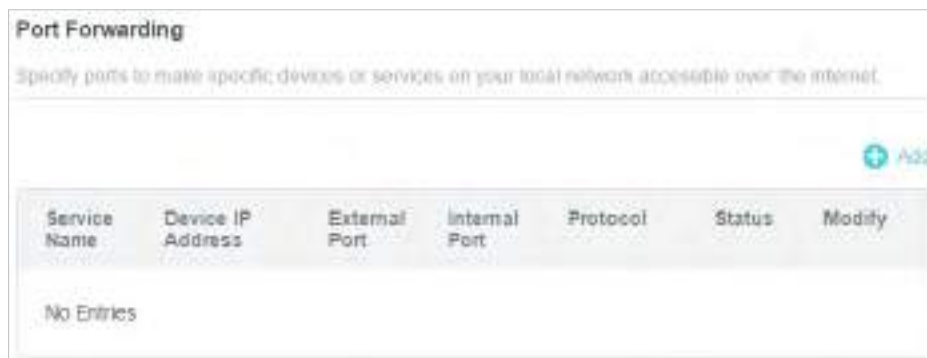 Port Forwarding
Specify ports to make specific devices or services on your local network accessible over the internet.
Add
Service Name
Device IP Address
External Port
Internal Port
Protocol
Status
Modify
No Entries